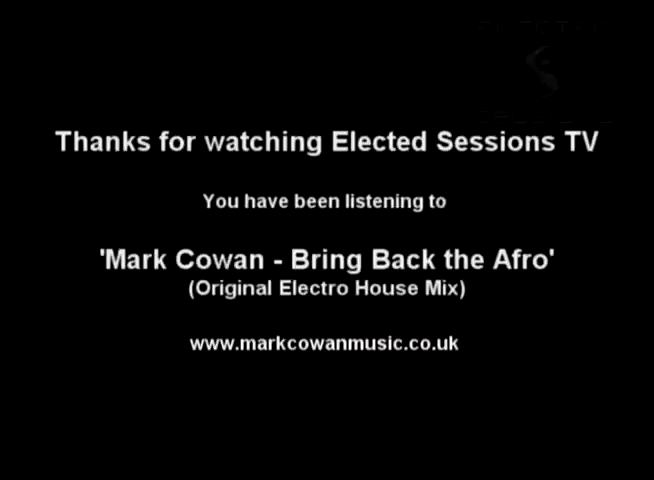 Thanks for watching Elected Sessions TV
You have been listening to
'Mark Cowan - Bring Back the Afro'
(Original Electro House Mix)
www.markcowanmusic.co.uk